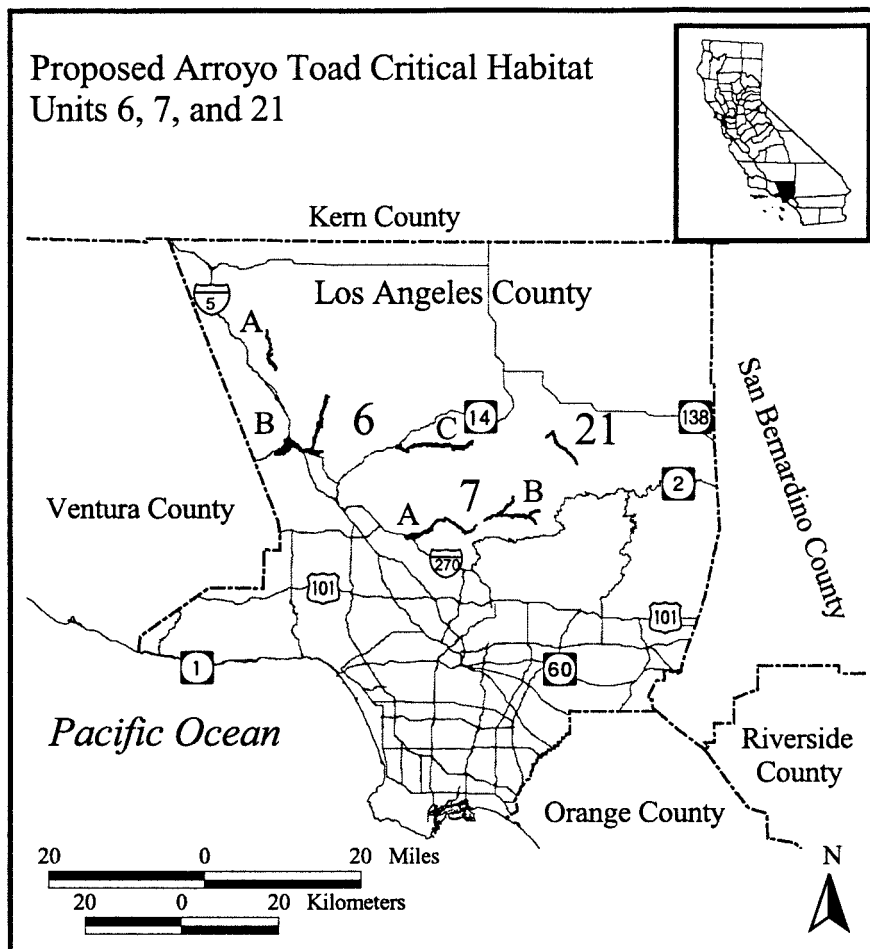 Proposed Arroyo Toad Critical Habitat
Units 6, 7, and 21
Kern County
Los Angeles County
5
A
San Bernardino County
B
6
14
C
21
138
2
Ventura County
A
7
B
270
101
101
1
60
Pacific Ocean
Riverside
County
Orange County
20 0 20 Miles
20 0 20 Kilometers
N